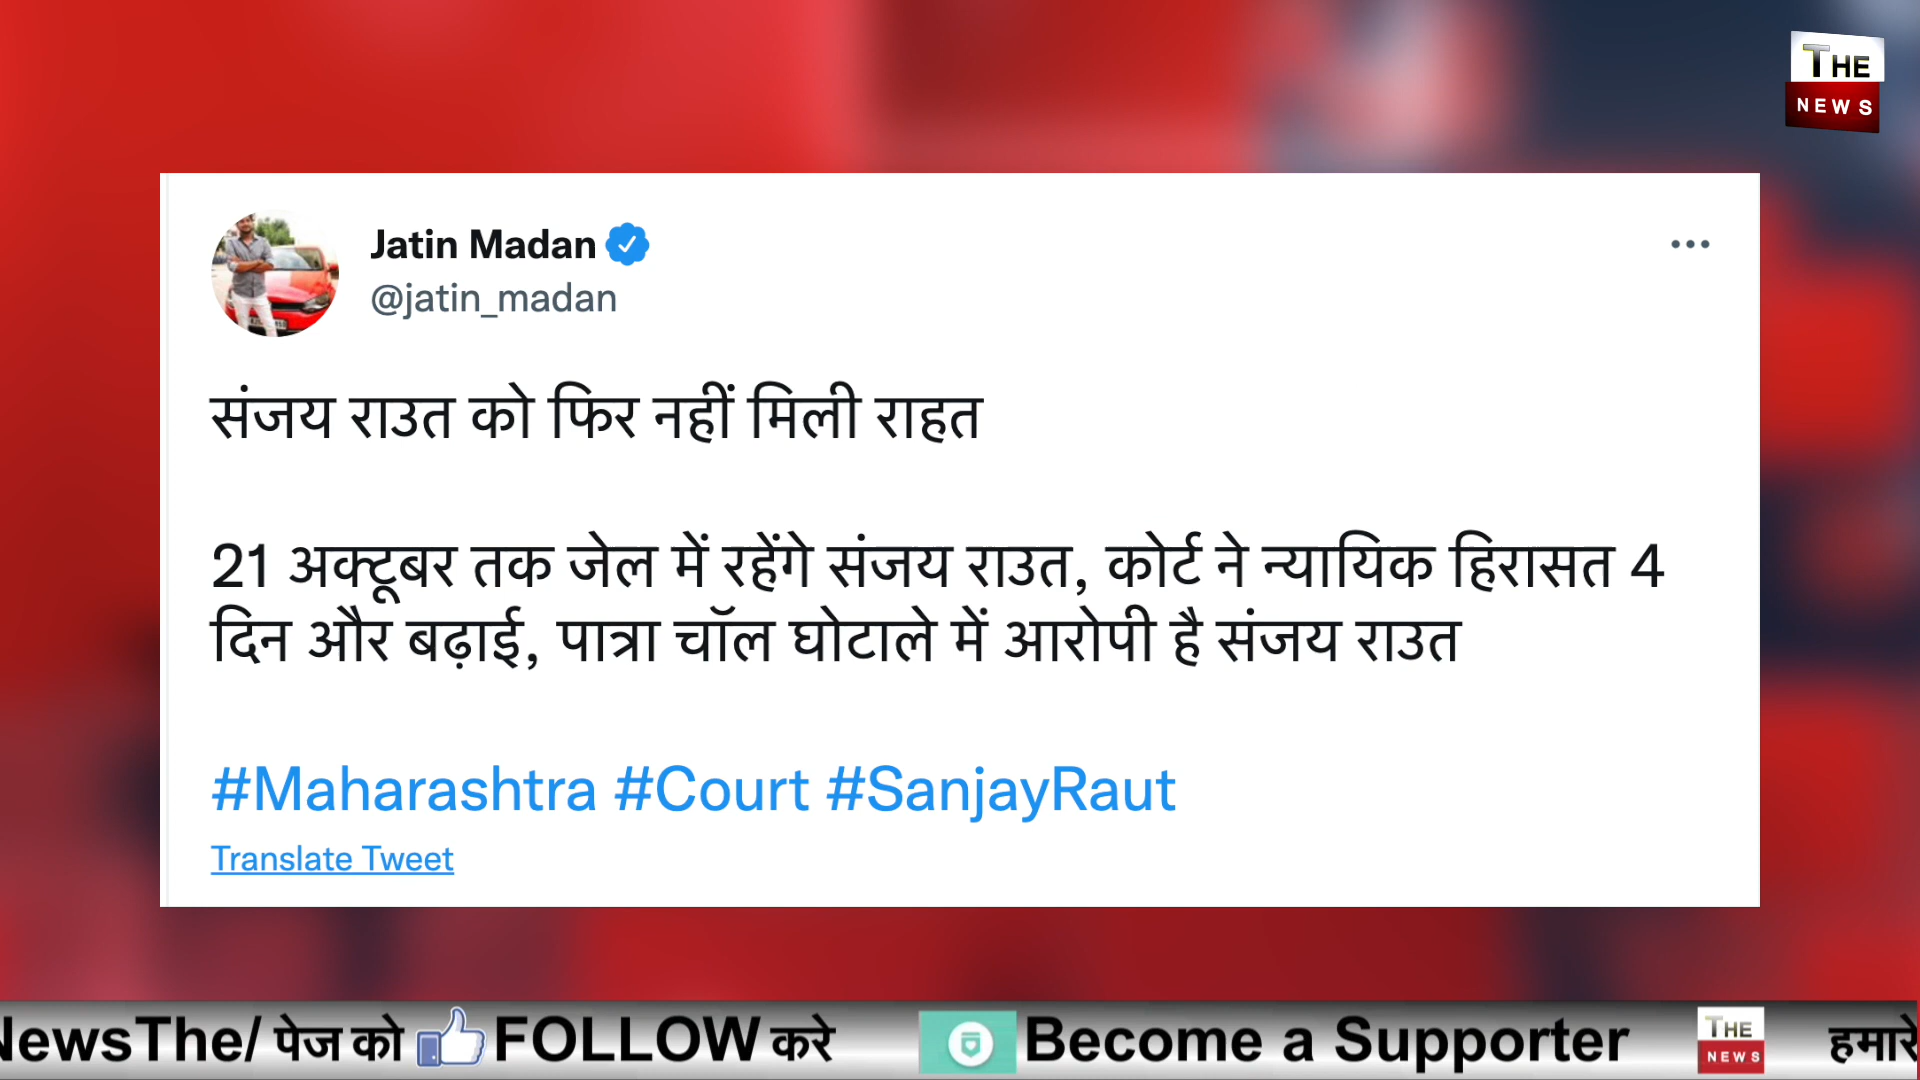 THE
NEWS
Jatin Madan
@jatin_madan
संजय राउत को फिर नहीं मिली राहत
21 अक्टूबर तक जेल में रहेंगे संजय राउत, कोर्ट ने न्यायिक हिरासत 4
दिन और बढ़ाई, पात्रा चॉल घोटाले में आरोपी है संजय राउत
#Maharashtra #Court #SanjayRaut
Translate Tweet
NewsThe/ पेज को FOLLOW करे Become a Supporter THE NEWS हमारे